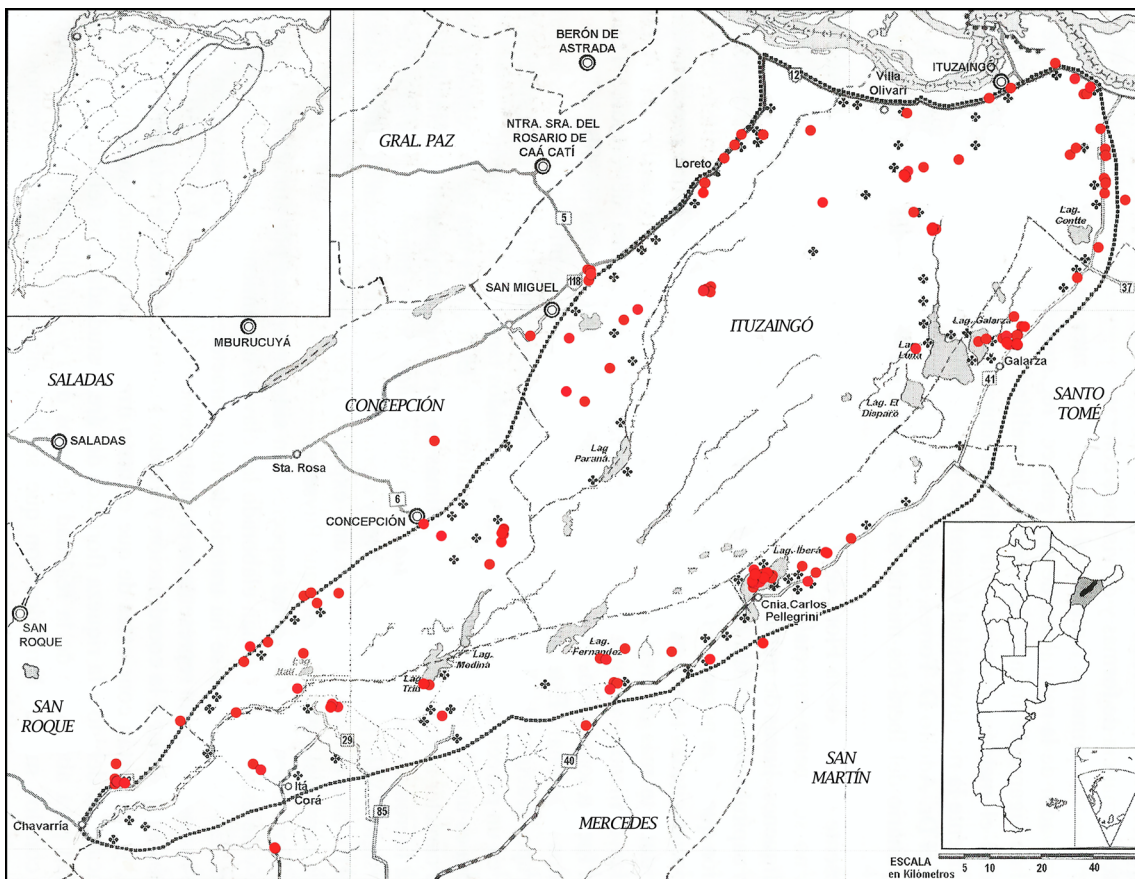 BERÓN DE
ASTRADA
ITUZAINGÓ
12
Villa
Olivari
GRAL. PAZ
NTRA. SRA. DEL
ROSARIO DE
CAÁ CATÍ
Loreto
5
Lag.
Contte
118
SAN MIGUEL
37
MBURUCUYÁ
ITUZAINGÓ
Lag. Galarza
Lag.
Luna
Galarza
SALADAS
CONCEPCIÓN
41
Lag. El
Disparo
SANTO
TOMÉ
SALADAS
Sta. Rosa
Lag.
Paraná.
6
CONCEPCIÓN
Lag. Iberá
Cnia. Carlos
Pellegrini
SAN
ROQUE
Lag.
Fernandez
Lag.
Medina
Lag.
Trin
SAN
ROQUE
29
40
SAN
MARTÍN
Itá
Corá
85
Chavarría
MERCEDES
ESCALA
en Kilómetros
5 10 20 40